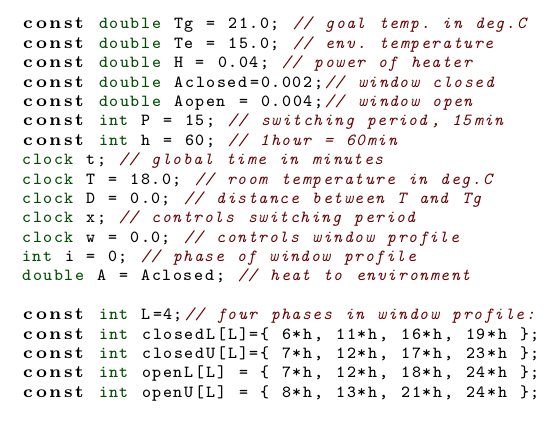 const double Tg = 21.0; // goal temp. in deg.C
const double Te = 15.0; // env. temperature
const double H = 0.04; // power of heater
const double Aclosed=0.002;// window closed
const double Aopen = 0.004;// window open
const int P = 15; // switching period, 15min
const int h = 60; // 1hour = 60min
clock t; // global time in minutes
clock T = 18.0; // room temperature in deg.C
clock D = 0.0; // distance between T and Tg
clock x; // controls switching period
clock w = 0.0; // controls window profile
int i = 0; // phase of window profile
double A = Aclosed; // heat to environment
const int L=4;// four phases in window profile:
const int closedL[L]={ 6*h, 11*h, 16*h, 19*h };
const int closedU[L]={ 7*h, 12*h, 17*h, 23*h };
const int openL[L] = { 7*h, 12*h, 18*h, 24*h };
const int openU[L] = { 8*h, 13*h, 21*h, 24*h };